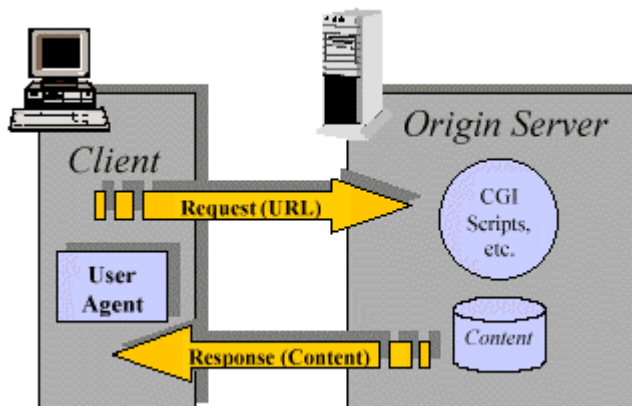 Client
Origin Server
Request (URL)
CGI
Scripts,
etc.
User
Agent
Response (Content)
Content